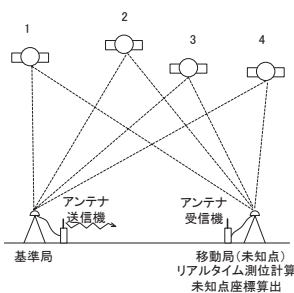 1
2
3
4
アンテナ
送信機
アンテナ
受信機
基準局
移動局(未知点)
リアルタイム測位計算
未知点座標算出